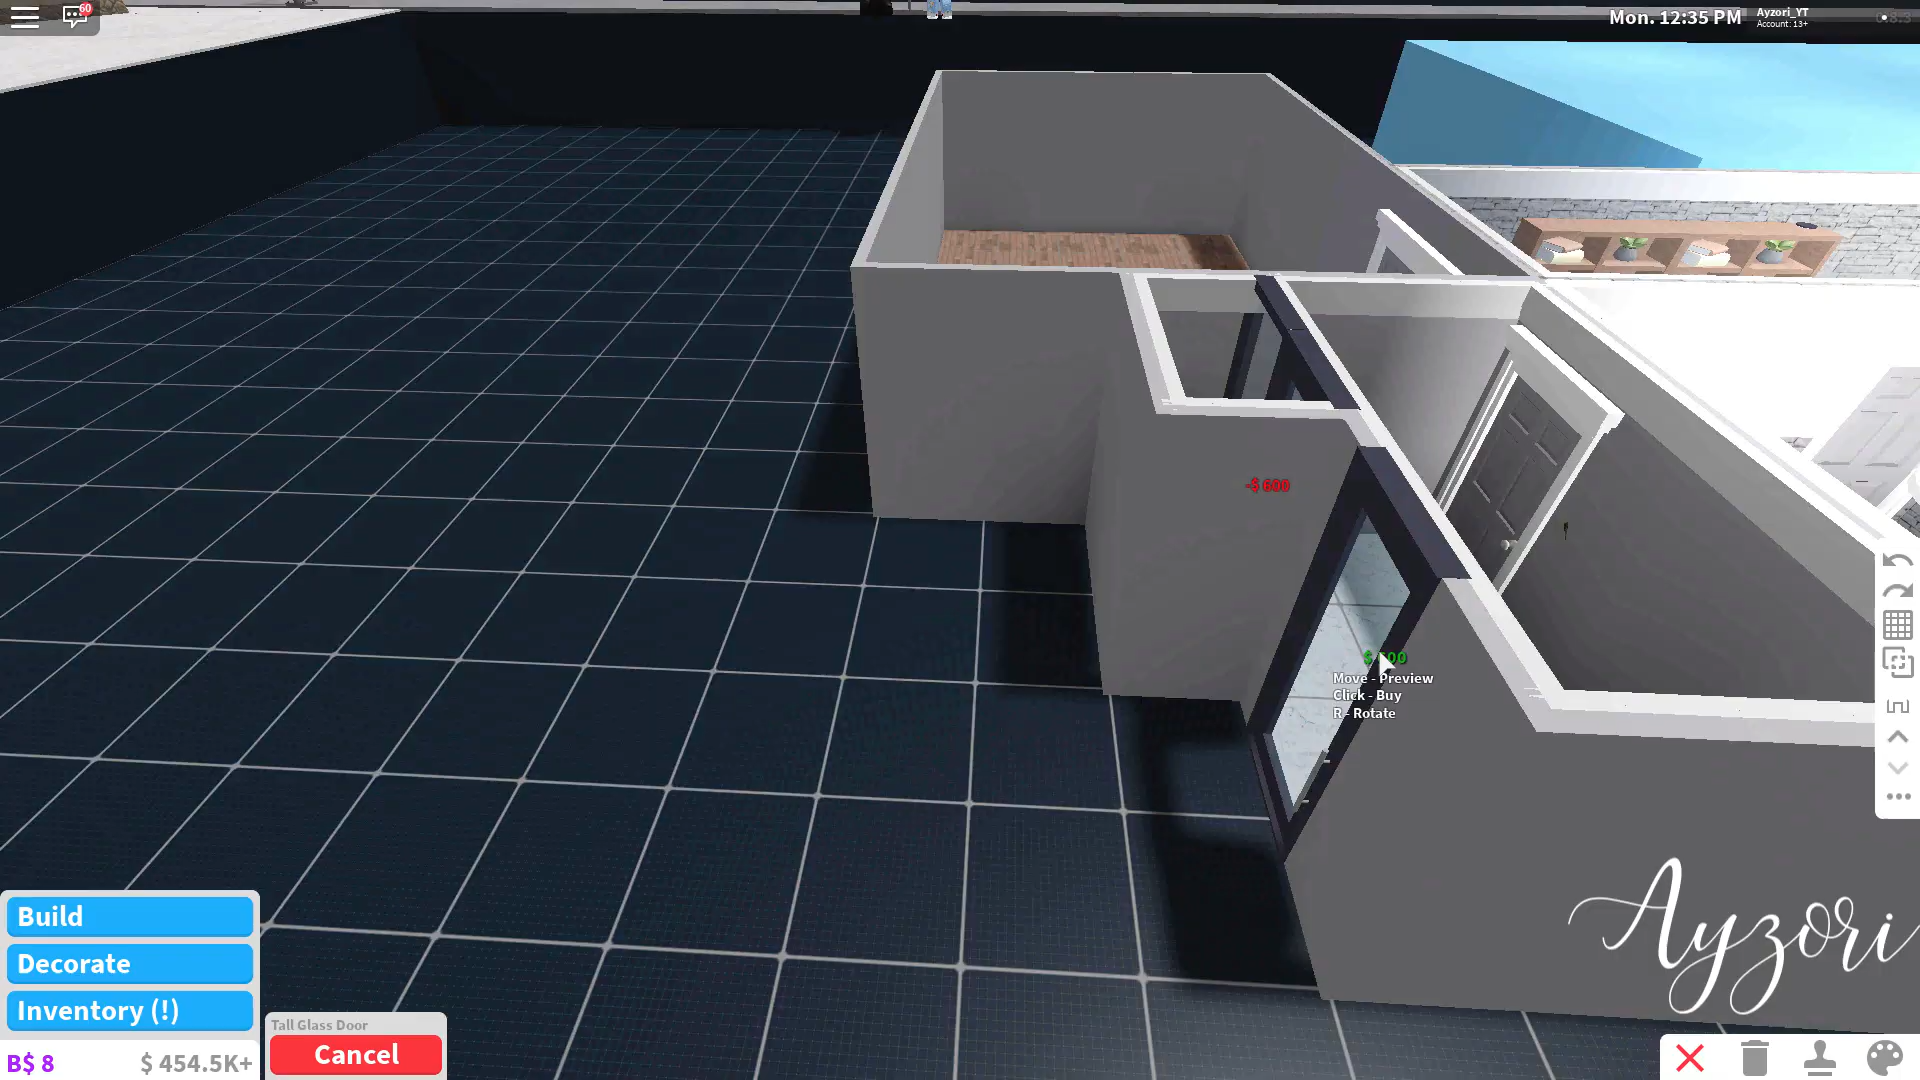 60
Mon. 12:35 PM
Ayzori_YT
Account: 13+
-$ 600
Move - Preview
Click - Buy
R - Rotate
Ayzori
Build
Decorate
Inventory (!)
B$ 8
$ 454.5K+
Tall Glass Door
Cancel